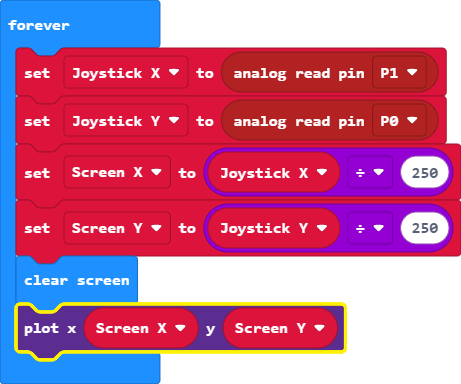 forever
set Joystick X to analog read pin P1
set Joystick Y to analog read pin P0
set Screen X to Joystick X ÷ 250
set Screen Y to Joystick Y ÷ 250
clear screen
plot x Screen X y Screen Y